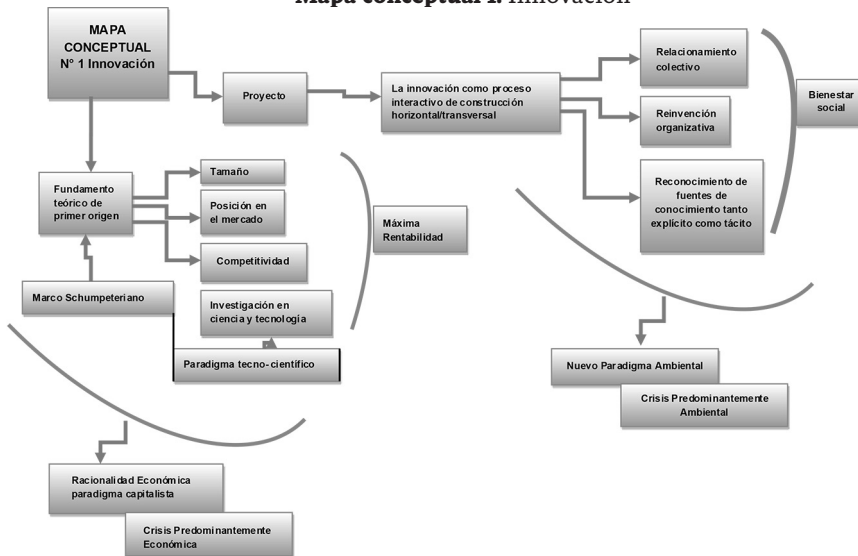 Mapa conceptual 1. Innovación
MAPA
CONCEPTUAL
N° 1 Innovación
Proyecto
La innovación como proceso
interactivo de construcción
horizontal/transversal
Relacionamiento
colectivo
Reinvención
organizativa
Reconocimiento de
fuentes de
conocimiento tanto
explícito como tácito
Bienestar
social
Fundamento
teórico de
primer origen
Tamaño
Posición en
el mercado
Competitividad
Máxima
Rentabilidad
Marco Schumpeteriano
Investigación en
ciencia y tecnología
Paradigma tecno-científico
Nuevo Paradigma Ambiental
Crisis Predominantemente
Ambiental
Racionalidad Económica
paradigma capitalista
Crisis Predominantemente
Económica